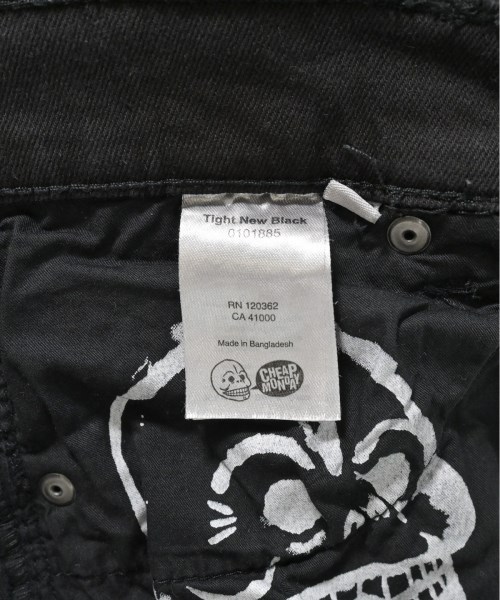 Tight New Black
0101885
RN 120362
CA 41000
Made in Bangladesh
CHEAP
MONDAY